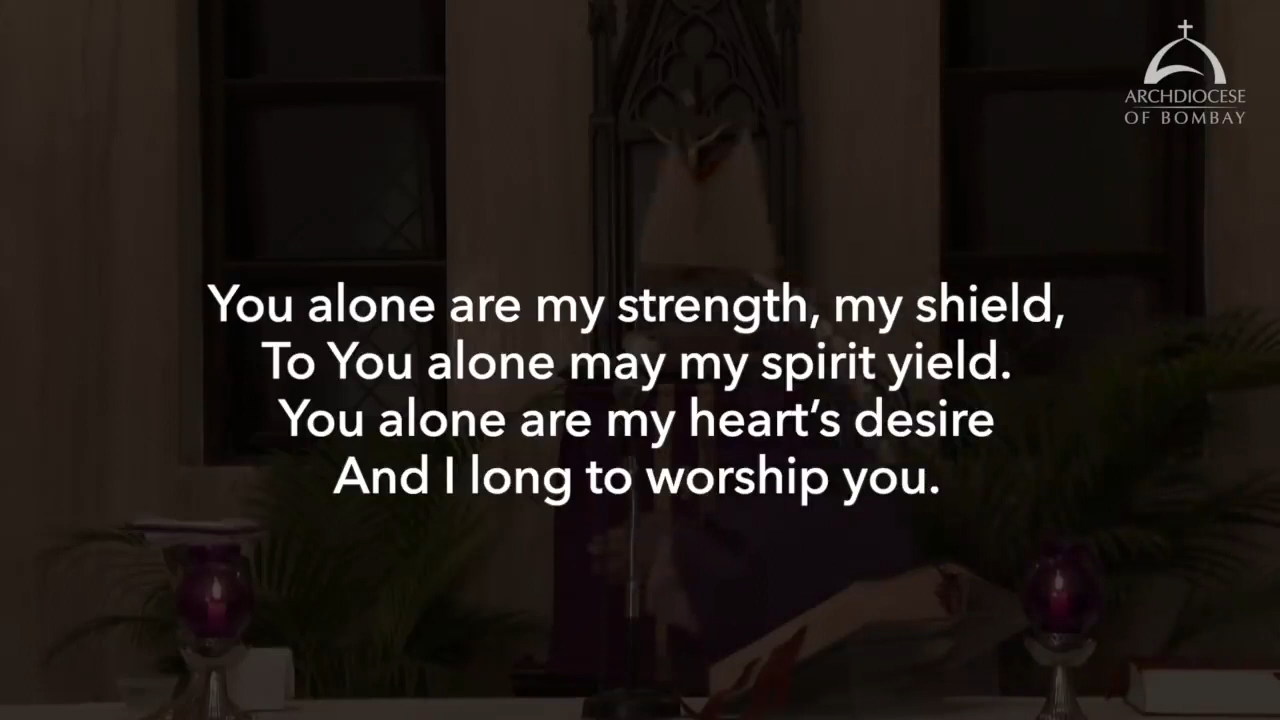 ARCHDIOCESE
OF BOMBAY
You alone are my strength, my shield,
To You alone may my spirit yield.
You alone are my heart’s desire
And I long to worship you.